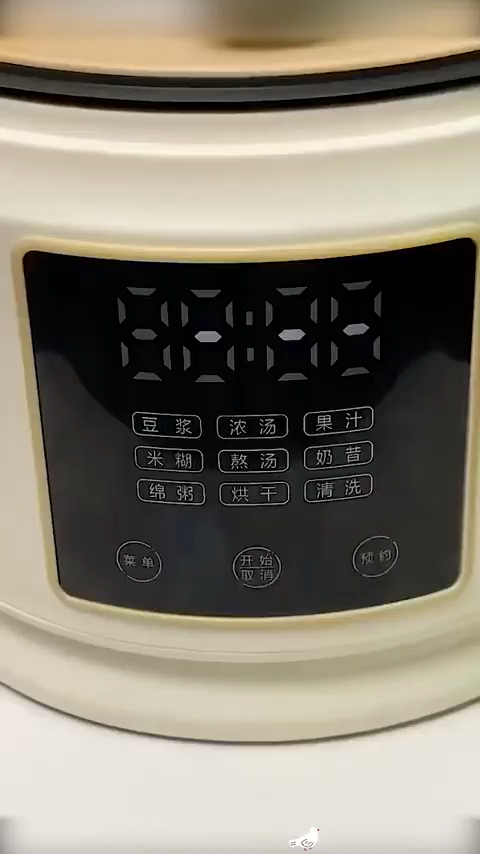 豆浆 浓汤 果汁
米糊 熬汤 奶昔
绵粥 烘干 清洗
菜单 开始 预约
取消